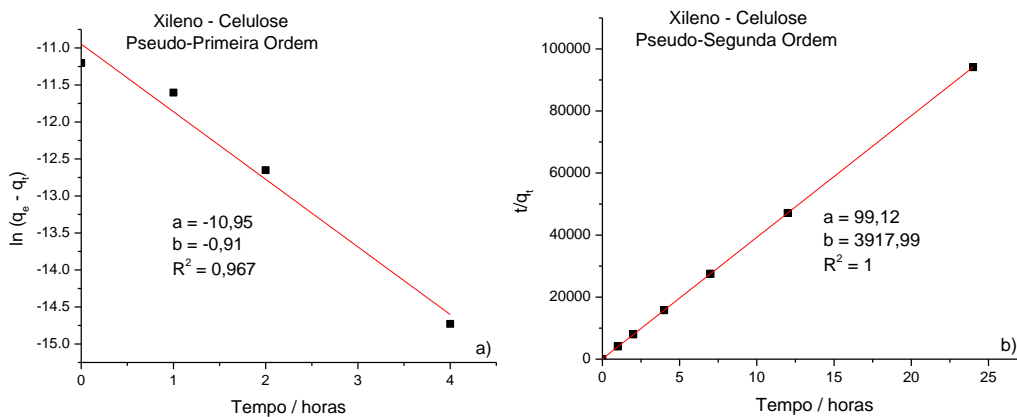 Xileno - Celulose
Pseudo-Primeira Ordem
-11.0
-11.5
-12.0
-12.5
-13.0
-13.5
-14.0
-14.5
-15.0
ln (qe - qt)
a = -10,95
b = -0,91
R2 = 0,967
a)
0 1 2 3 4
Tempo / horas
Xileno - Celulose
Pseudo-Segunda Ordem
100000
80000
60000
40000
20000
0
t/qt
a = 99,12
b = 3917,99
R2 = 1
b)
0 5 10 15 20 25
Tempo / horas